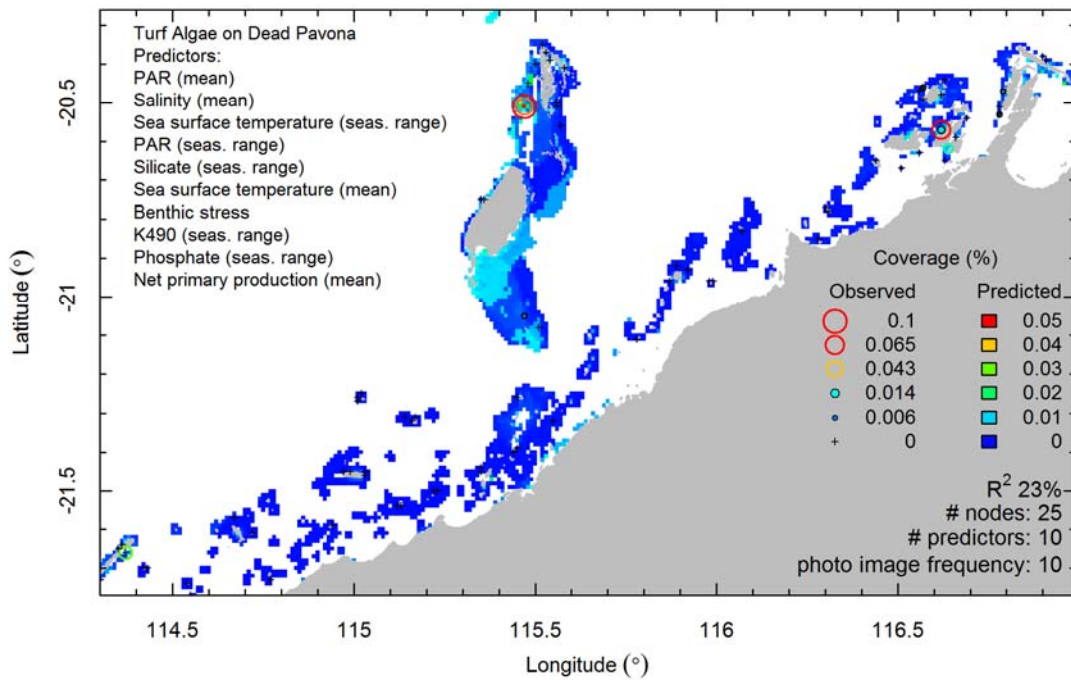 Turf Algae on Dead Pavona
Predictors:
PAR (mean)
Salinity (mean)
Sea surface temperature (seas. range)
PAR (seas. range)
Silicate (seas. range)
Sea surface temperature (mean)
Benthic stress
K490 (seas. range)
Phosphate (seas. range)
Net primary production (mean)
Latitude (°)
-20.5
-21
-21.5
Coverage (%)
Observed Predicted
0.1 0.05
0.065 0.04
0.043 0.03
0.014 0.02
0.006 0.01
0 0
R² 23%
# nodes: 25
# predictors: 10
photo image frequency: 10
114.5 115 115.5 116 116.5
Longitude (°)